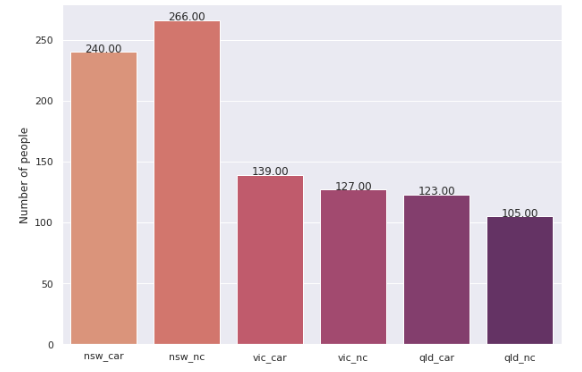 266.00
240.00
139.00
127.00
123.00
105.00
250
200
150
100
50
0
Number of people
nsw_car
nsw_nc
vic_car
vic_nc
qld_car
qld_nc